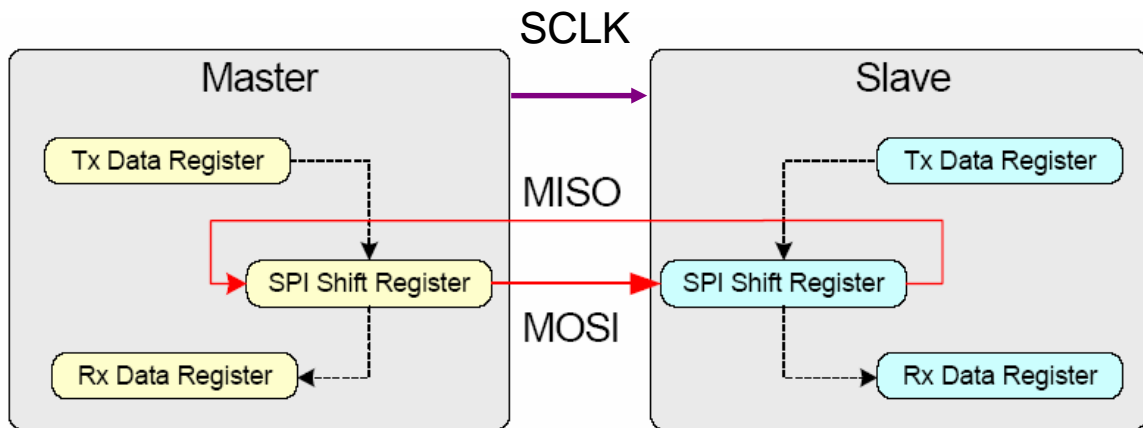 SCLK
Master
Slave
Tx Data Register
Tx Data Register
MISO
SPI Shift Register
SPI Shift Register
MOSI
Rx Data Register
Rx Data Register